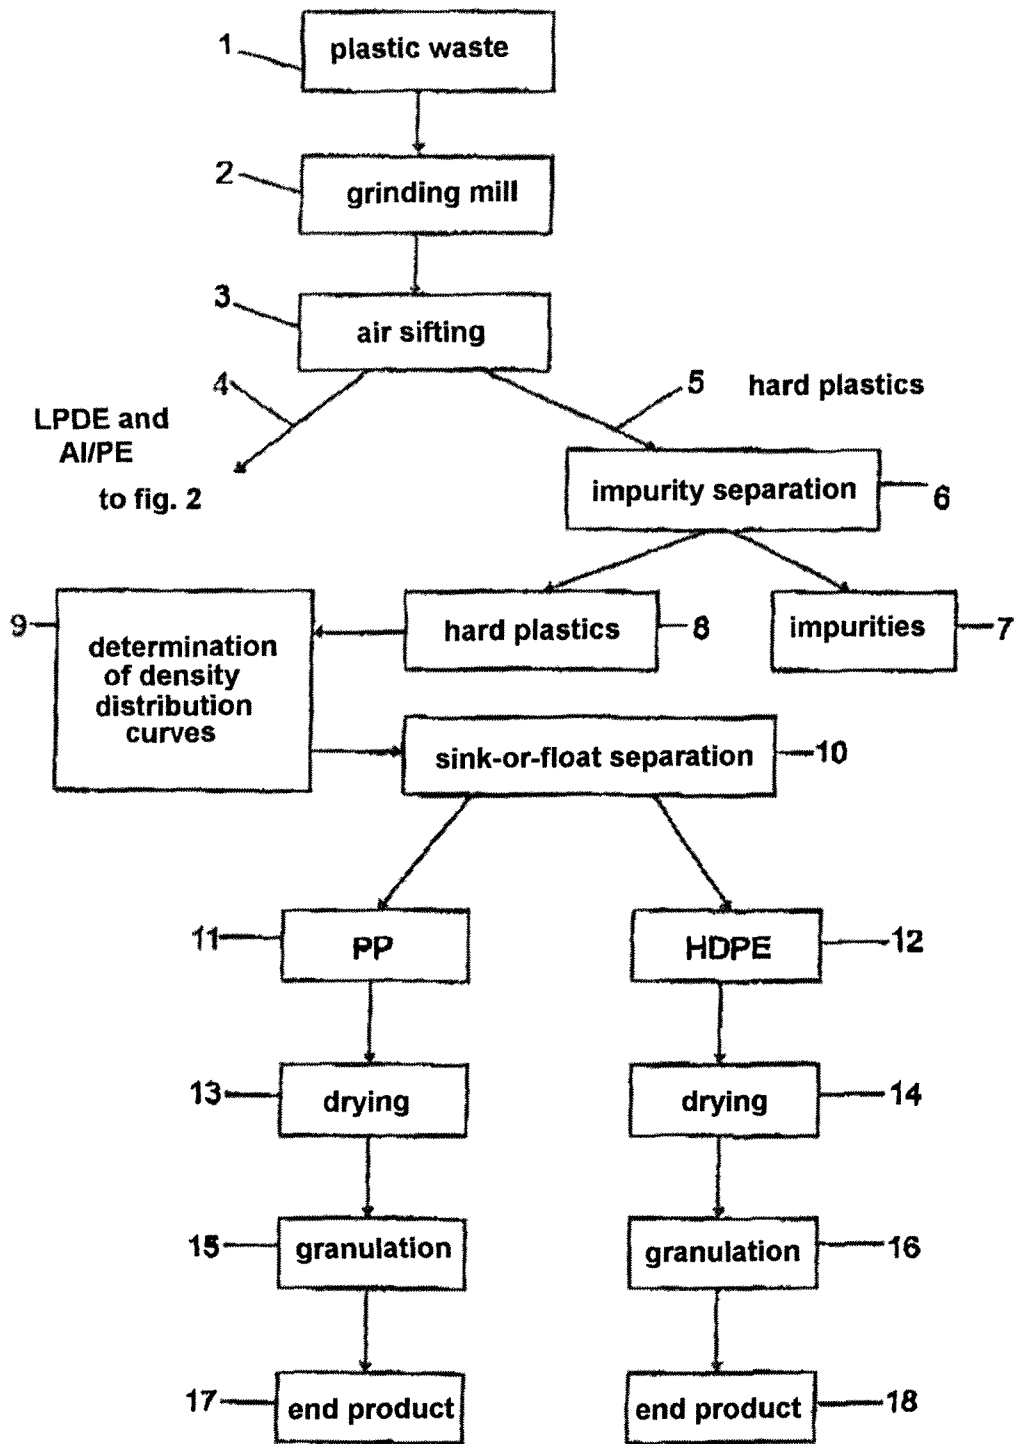 1
plastic waste
2
grinding mill
3
air sifting
4
5 hard plastics
LPDE and
Al/PE
to fig. 2
impurity separation
6
9
determination
of density
distribution
curves
hard plastics
8
impurities
7
sink-or-float separation
10
11
PP
HDPE
12
13
drying
drying
14
15
granulation
granulation
16
17
end product
end product
18